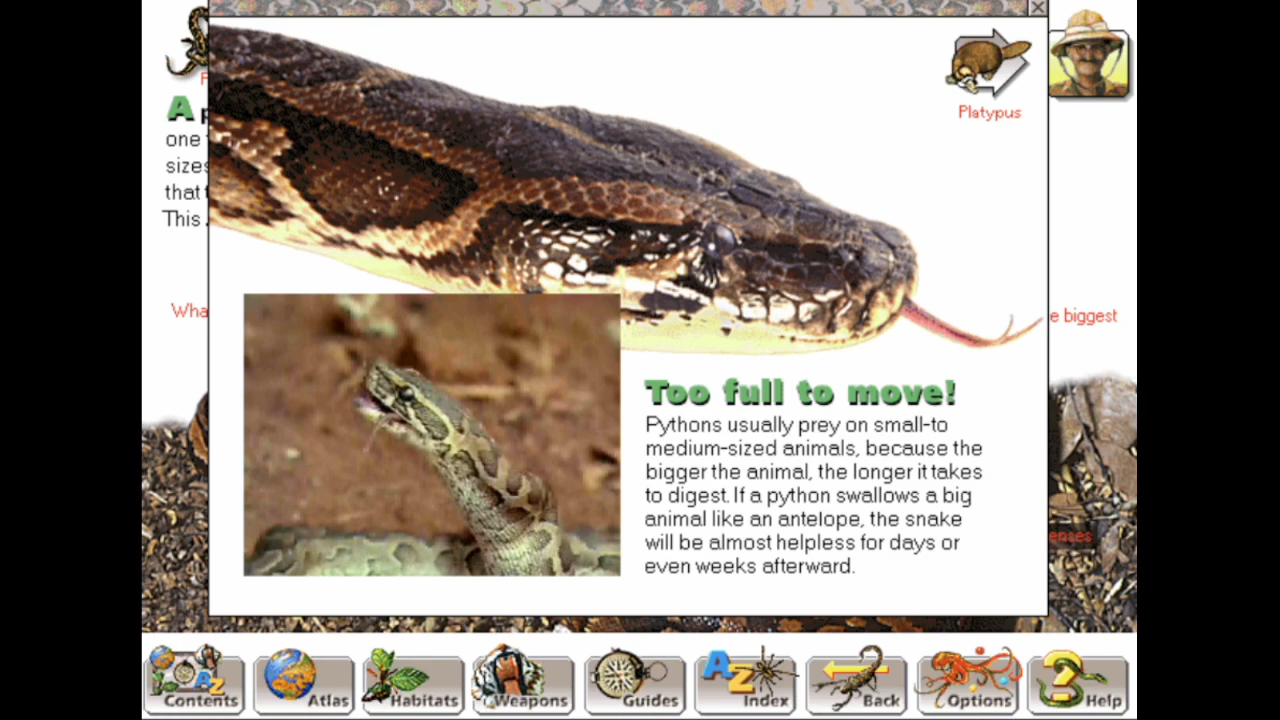 Platypus
A
one
sizes
that
This
Wha
e biggest
Too full to move!
Pythons usually prey on small-to
medium-sized animals, because the
bigger the animal, the longer it takes
to digest. If a python swallows a big
animal like an antelope, the snake
will be almost helpless for days or
even weeks afterward.
enses
Contents
Atlas
Habitats
Weapons
Guides
Index
Back
Options
Help